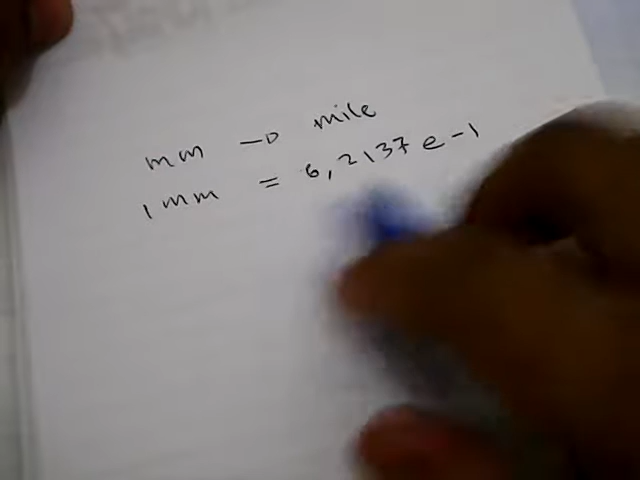 mm → mile
1 mm = 6,2137 e-1